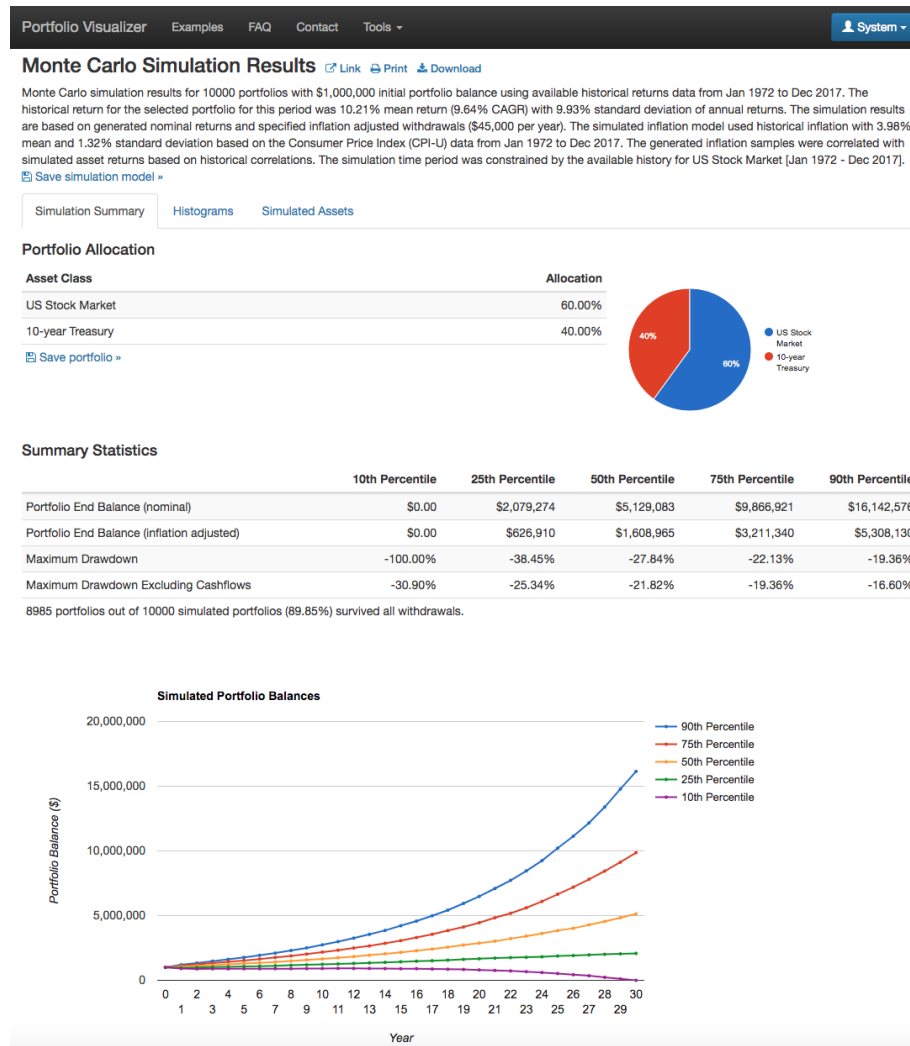 Portfolio Visualizer Examples FAQ Contact Tools System
Monte Carlo Simulation Results Link Print Download
Monte Carlo simulation results for 10000 portfolios with $1,000,000 initial portfolio balance using available historical returns data from Jan 1972 to Dec 2017. The
historical return for the selected portfolio for this period was 10.21% mean return (9.64% CAGR) with 9.93% standard deviation of annual returns. The simulation results
are based on generated nominal returns and specified inflation adjusted withdrawals ($45,000 per year). The simulated inflation model used historical inflation with 3.98%
mean and 1.32% standard deviation based on the Consumer Price Index (CPI-U) data from Jan 1972 to Dec 2017. The generated inflation samples were correlated with
simulated asset returns based on historical correlations. The simulation time period was constrained by the available history for US Stock Market [Jan 1972 - Dec 2017].
Save simulation model »
Simulation Summary Histograms Simulated Assets
Portfolio Allocation
Asset Class Allocation
US Stock Market 60.00%
10-year Treasury 40.00%
Save portfolio »
40%
60%
US Stock
Market
10-year
Treasury
Summary Statistics
10th Percentile 25th Percentile 50th Percentile 75th Percentile 90th Percentile
Portfolio End Balance (nominal) $0.00 $2,079,274 $5,129,083 $9,866,921 $16,142,576
Portfolio End Balance (inflation adjusted) $0.00 $626,910 $1,608,965 $3,211,340 $5,308,130
Maximum Drawdown -100.00% -38.45% -27.84% -22.13% -19.36%
Maximum Drawdown Excluding Cashflows -30.90% -25.34% -21.82% -19.36% -16.60%
8985 portfolios out of 10000 simulated portfolios (89.85%) survived all withdrawals.
Simulated Portfolio Balances
20,000,000
15,000,000
10,000,000
5,000,000
0
Portfolio Balance ($)
90th Percentile
75th Percentile
50th Percentile
25th Percentile
10th Percentile
0 2 4 6 8 10 12 14 16 18 20 22 24 26 28 30
1 3 5 7 9 11 13 15 17 19 21 23 25 27 29
Year